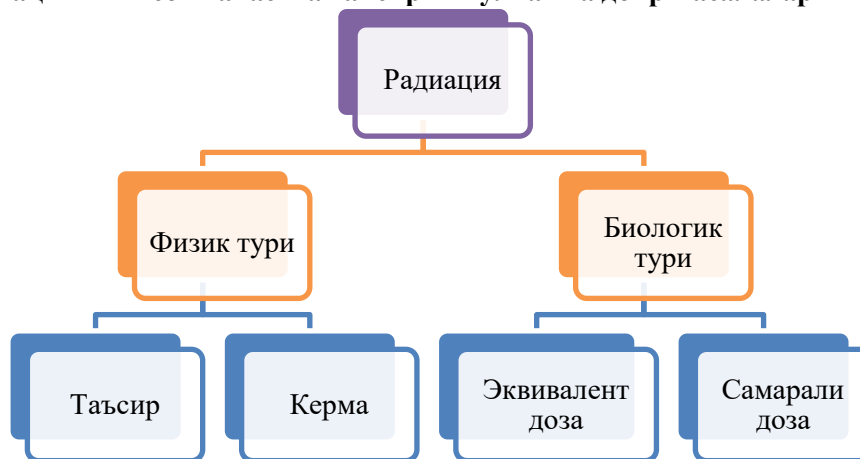 Радиация
Физик тури
Биологик
тури
Таъсир
Керма
Эквивалент
доза
Самарали
доза